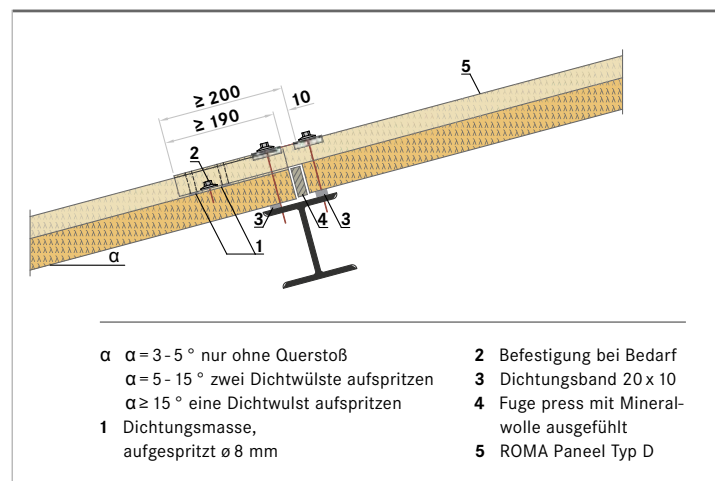 ≥ 200
≥ 190
10
5
2
3
1
4
3
α
α α = 3 - 5 ° nur ohne Querstoß
α = 5 - 15 ° zwei Dichtwülste aufspritzen
α ≥ 15 ° eine Dichtwulst aufspritzen
1 Dichtungsmasse,
aufgespritzt ø 8 mm
2 Befestigung bei Bedarf
3 Dichtungsband 20 x 10
4 Fuge press mit Mineral-
wolle ausgefühlt
5 ROMA Paneel Typ D